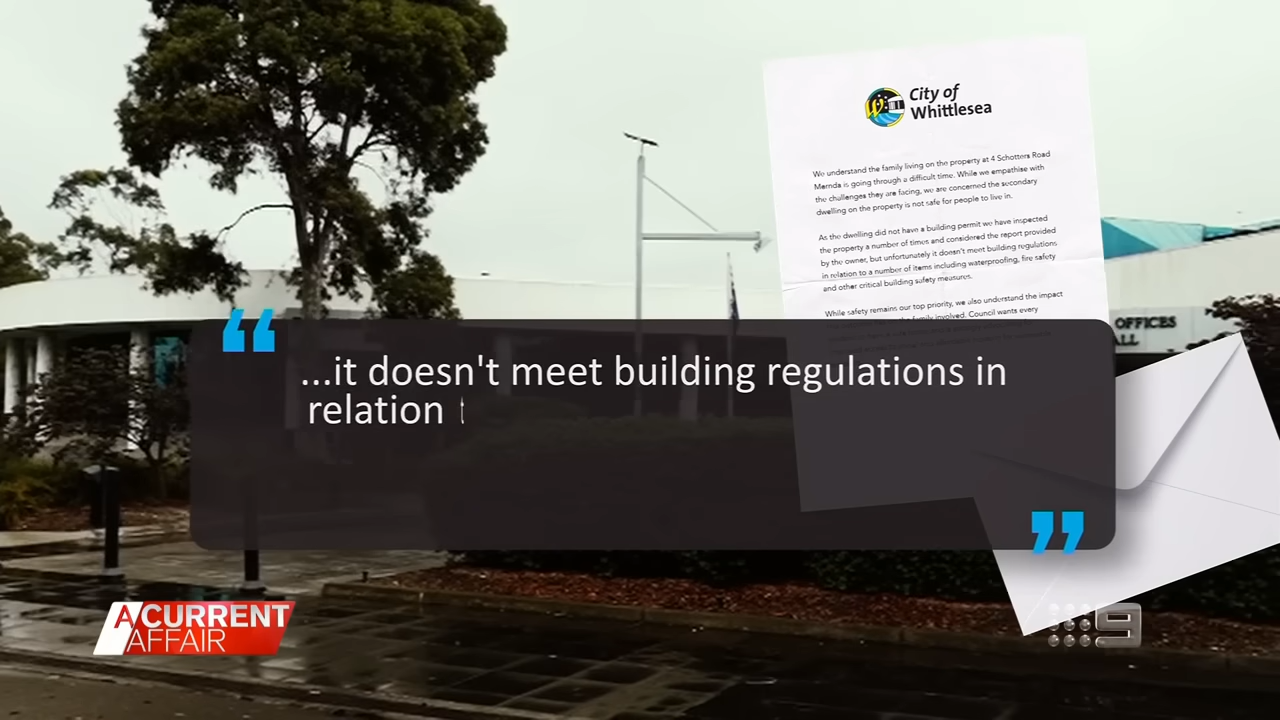 City of
Whittlesea
We understand the family living on the property at 4 Schotters Road
Mernda is going through a difficult time. While we empathise with
the challenges they are facing, we are concerned the secondary
dwelling on the property is not safe for people to live in.
As the dwelling did not have a building permit we have inspected
the property a number of times and considered the report provided
by the owner, but unfortunately it doesn't meet building regulations
in relation to a number of items including waterproofing, fire safety
and other critical building safety measures.
While safety remains our top priority, we also understand the impact
family involved. Council wants every
OFFICES
“
...it doesn't meet building regulations in
relation t
”
A CURRENT
AFFAIR
9